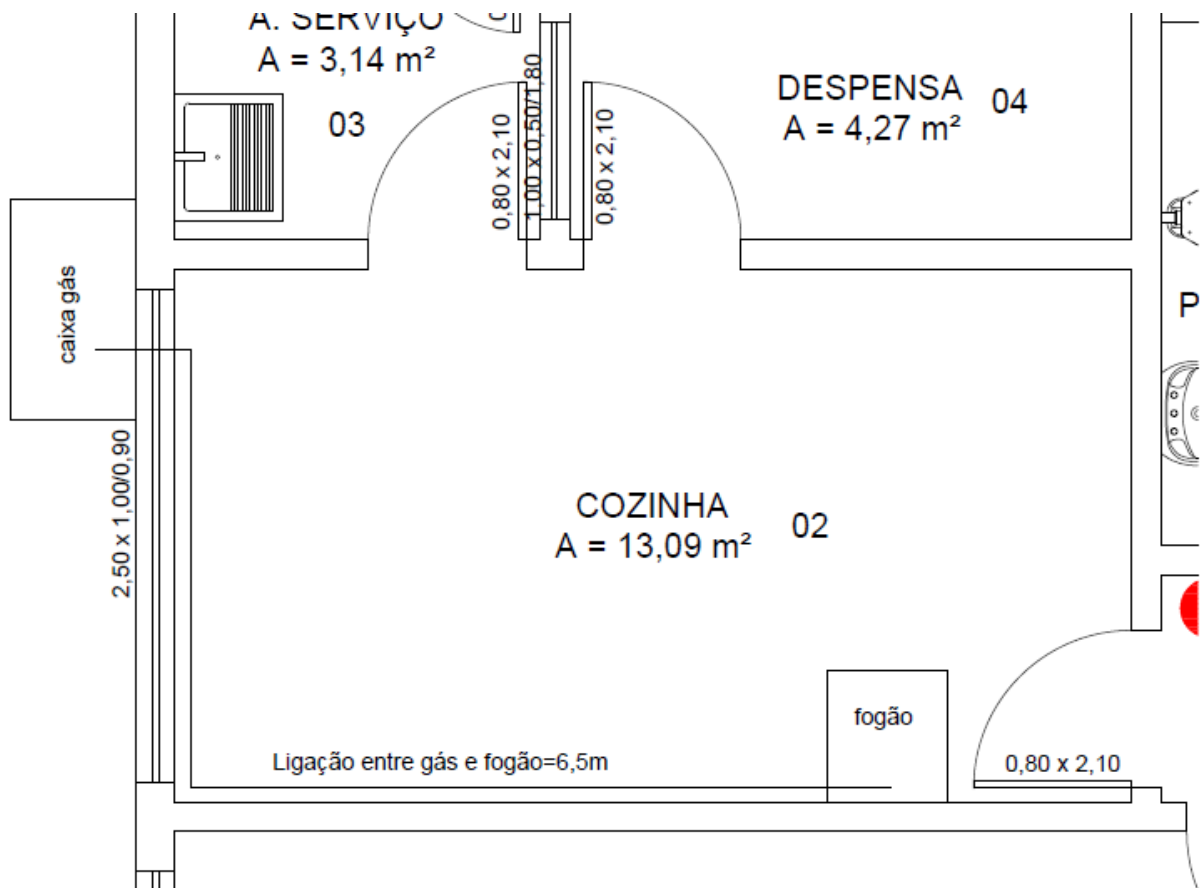 A. SERVIÇO
A = 3,14 m²
03
0,80 x 2,10
1,00 x 0,50/1,80
0,80 x 2,10
DESPENSA 04
A = 4,27 m²
caixa gás
P
2,50 x 1,00/0,90
COZINHA 02
A = 13,09 m²
fogão
Ligação entre gás e fogão=6,5m
0,80 x 2,10